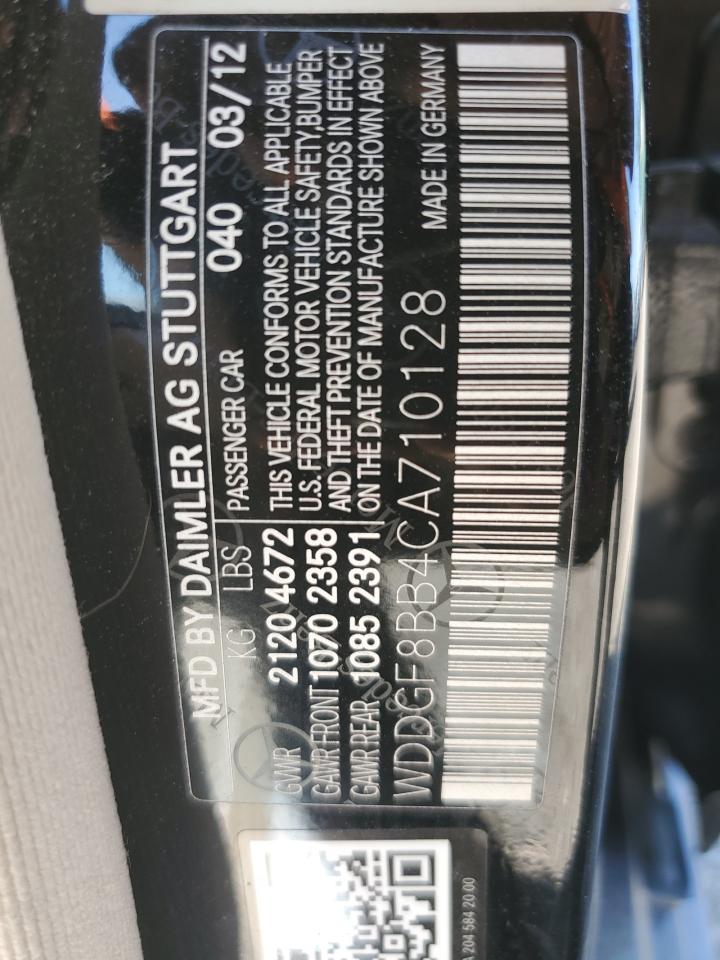 MFD BY DAIMLER AG STUTTGART
KG LBS PASSENGER CAR 040 03/12
GWR 2120 4672 THIS VEHICLE CONFORMS TO ALL APPLICABLE
GAWR FRONT 1070 2358 U.S. FEDERAL MOTOR VEHICLE SAFETY, BUMPER
AND THEFT PREVENTION STANDARDS IN EFFECT
GAWR REAR 1085 2391 ON THE DATE OF MANUFACTURE SHOWN ABOVE
WDDGF8BB4CA710128 MADE IN GERMANY
A 204 584 20 00